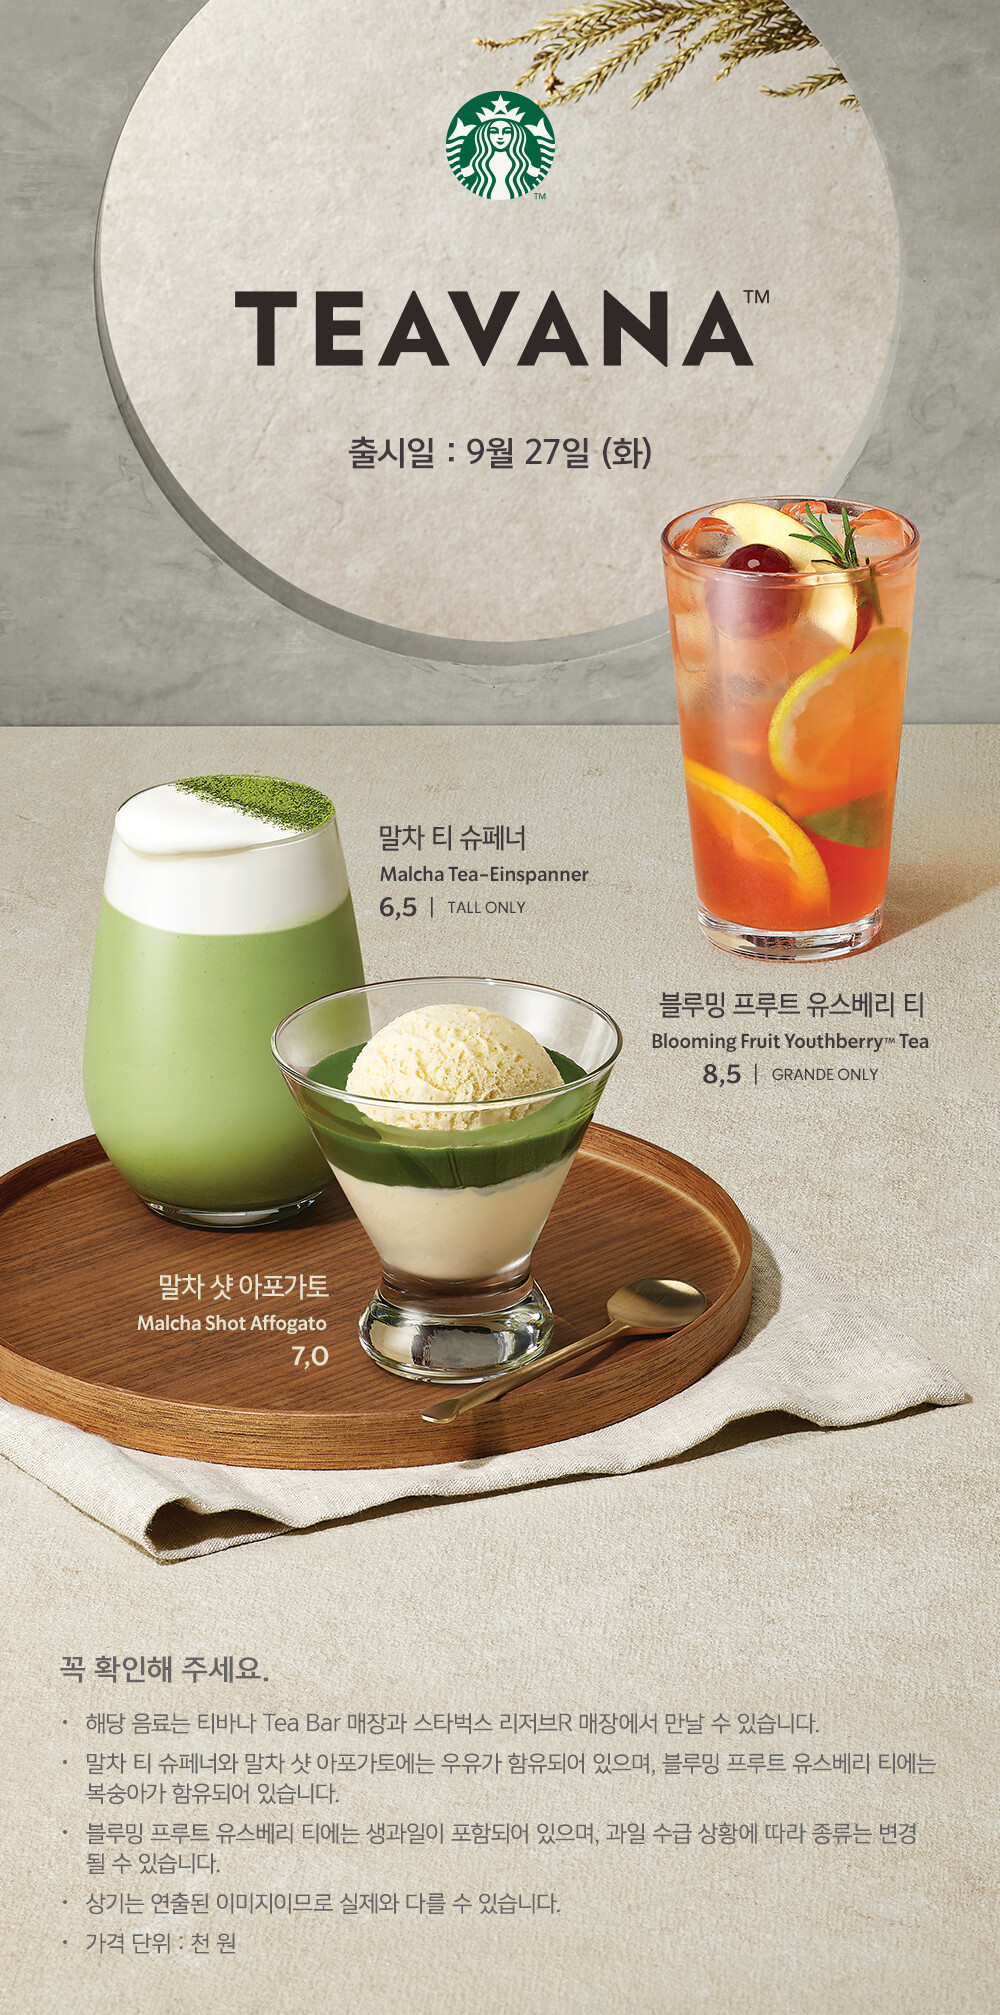 TEAVANA™
출시일 : 9월 27일 (화)
말차 티 슈페너
Malcha Tea-Einspanner
6,5 | TALL ONLY
블루밍 프루트 유스베리 티
Blooming Fruit Youthberry™ Tea
8,5 | GRANDE ONLY
말차 샷 아포가토
Malcha Shot Affogato
7,0
꼭 확인해 주세요.
• 해당 음료는 티바나 Tea Bar 매장과 스타벅스 리저브R 매장에서 만날 수 있습니다.
• 말차 티 슈페너와 말차 샷 아포가토에는 우유가 함유되어 있으며, 블루밍 프루트 유스베리 티에는
복숭아가 함유되어 있습니다.
• 블루밍 프루트 유스베리 티에는 생과일이 포함되어 있으며, 과일 수급 상황에 따라 종류는 변경
될 수 있습니다.
• 상기는 연출된 이미지이므로 실제와 다를 수 있습니다.
• 가격 단위 : 천 원